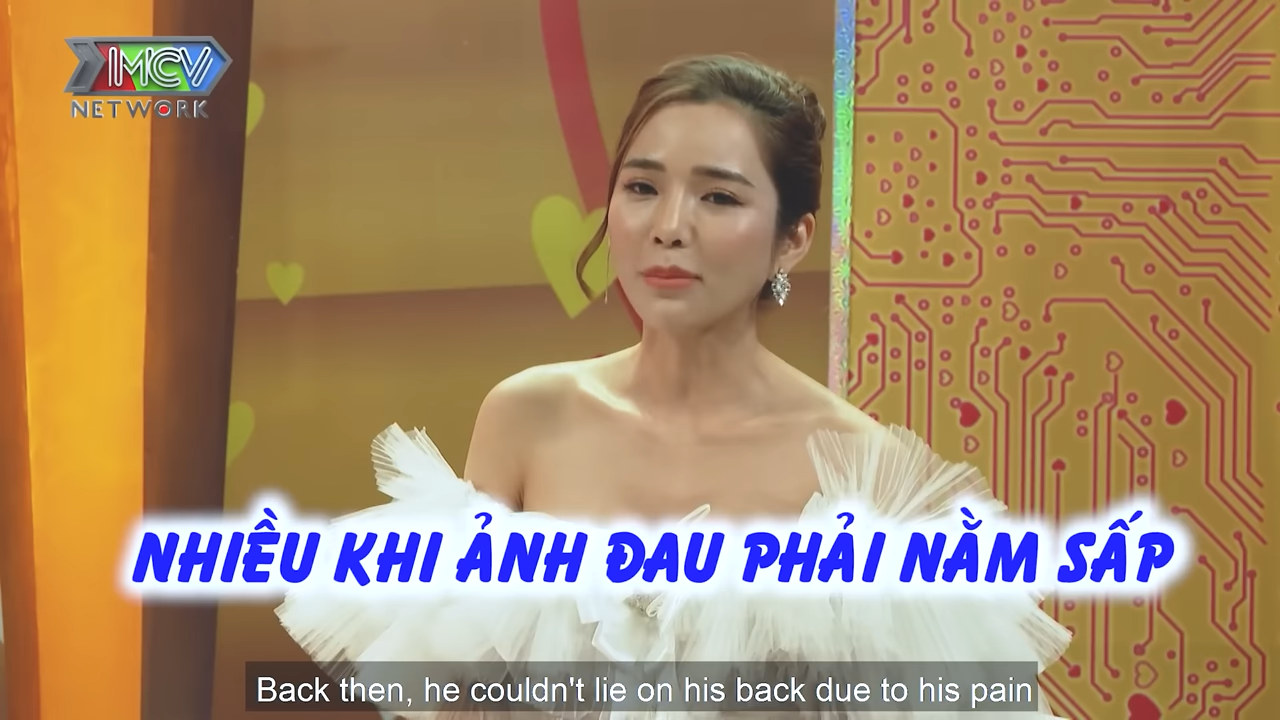 MCV
NETWORK
NHIỀU KHI ẢNH ĐAU PHẢI NẰM SẤP
Back then, he couldn't lie on his back due to his pain